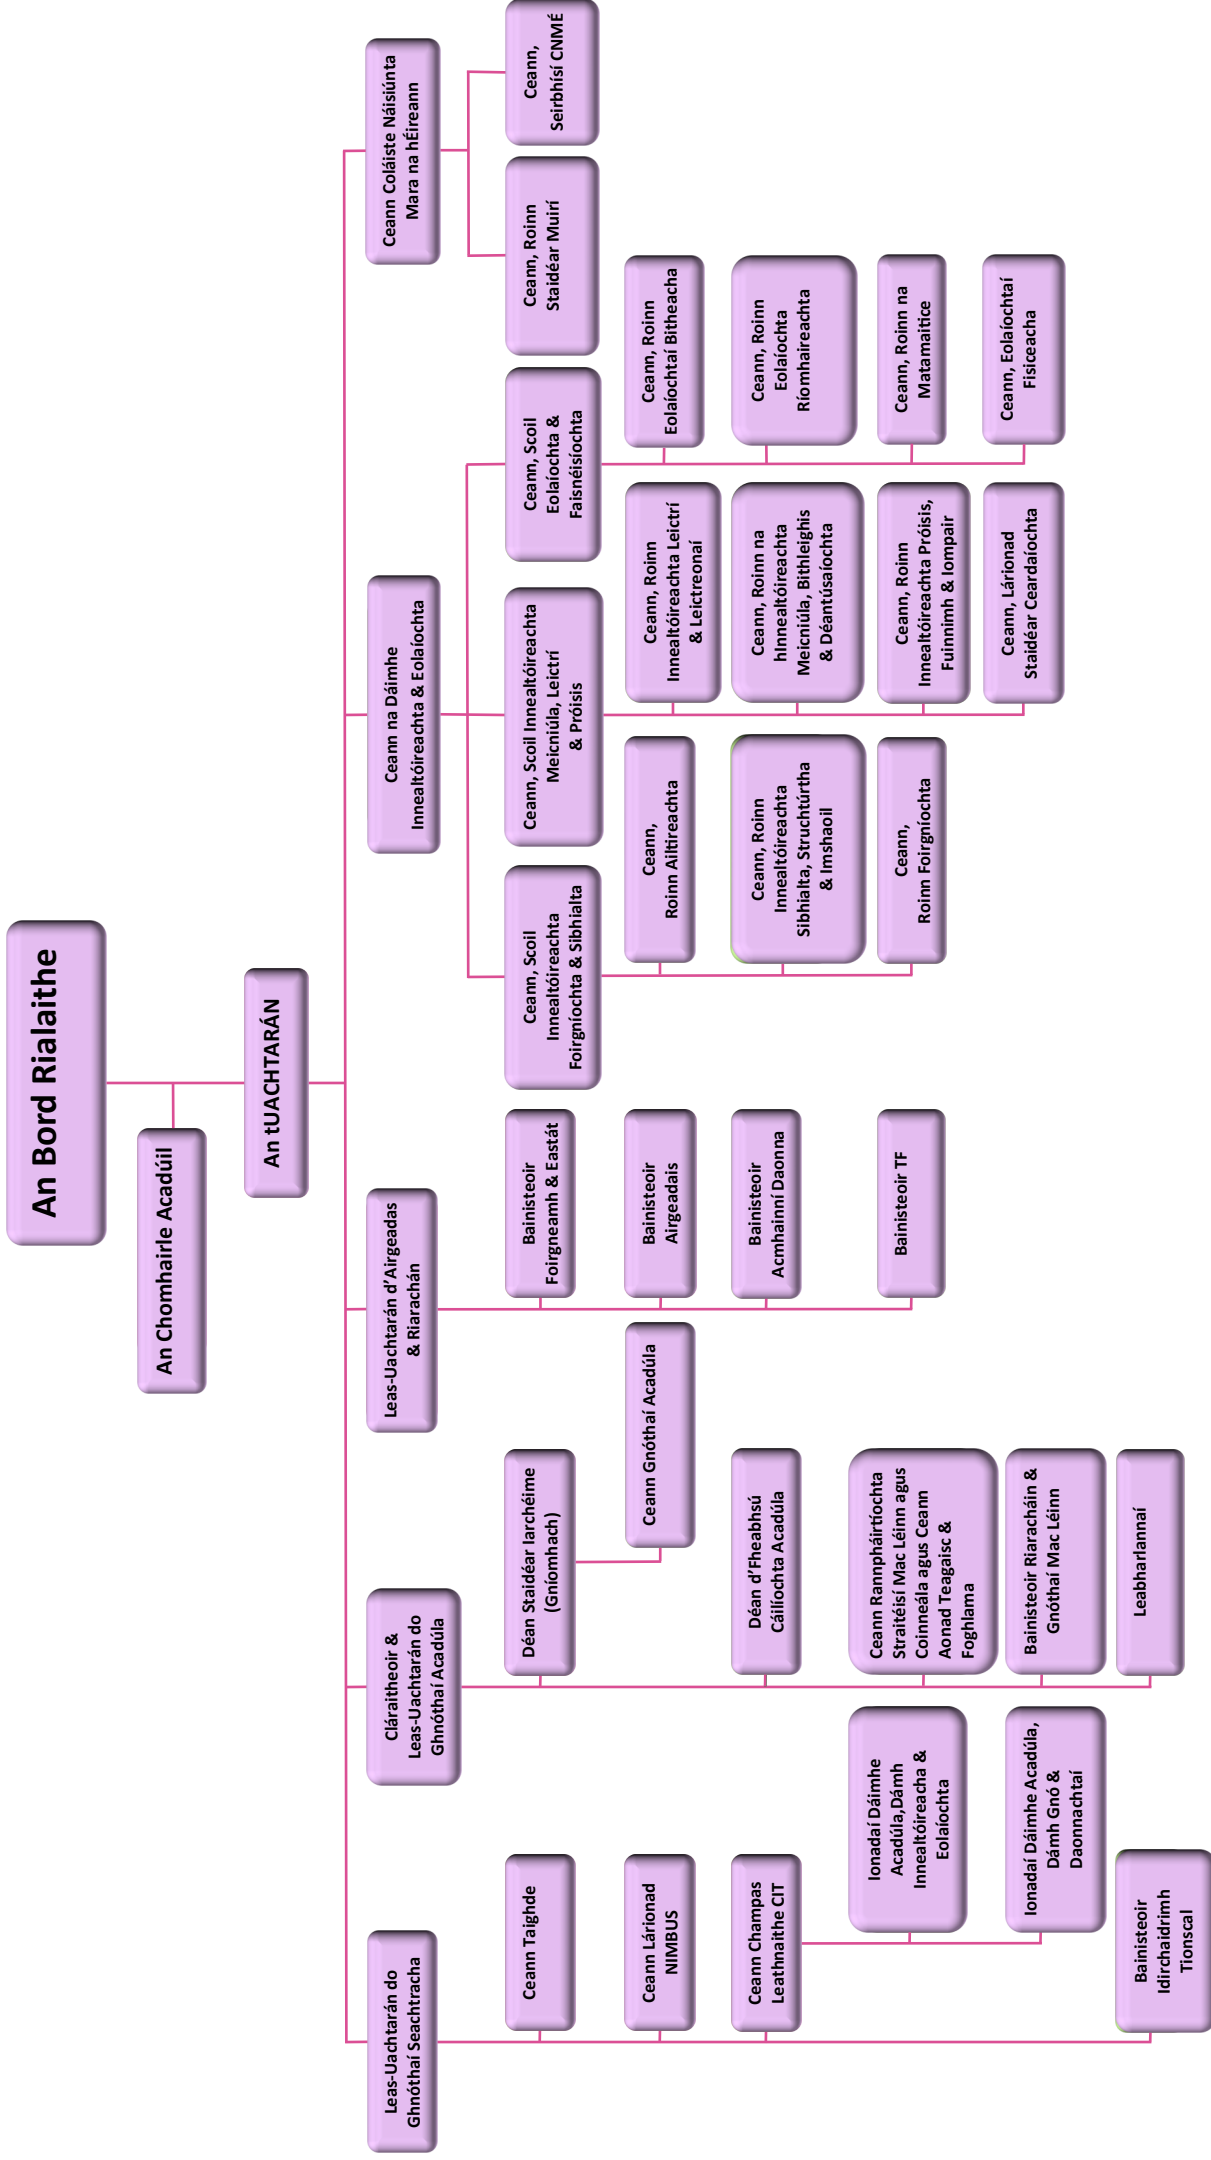 An Bord Rialaithe
An Chomhairle Acadúil
An tUACHTARÁN
Leas-Uachtarán do
Ghnóthaí Seachtracha
Cláraitheoir &
Leas-Uachtarán do
Ghnóthaí Acadúla
Leas-Uachtarán d’Airgeadas
& Riarachán
Ceann na Dáimhe
Innealtóireachta & Eolaíochta
Ceann Coláiste Náisiúnta
Mara na hÉireann
Ceann Taighde
Ceann Lárionad
NIMBUS
Ceann Champas
Leathnaithe CIT
Ionadaí Dáimhe
Acadúla,Dámh
Innealtóireacha &
Eolaíochta
Ionadaí Dáimhe Acadúla,
Dámh Gnó &
Daonnachtaí
Bainisteoir
Idirchaidrimh
Tionscal
Déan Staidéar Iarchéime
(Gníomhach)
Ceann Gnóthaí Acadúla
Déan d’Fheabhsú
Cáilíochta Acadúla
Ceann Rannpháirtíochta
Straitéisí Mac Léinn agus
Coinneála agus Ceann
Aonad Teagaisc &
Foghlama
Bainisteoir Riaracháin &
Gnóthaí Mac Léinn
Leabharlannaí
Bainisteoir
Foirgneamh & Eastát
Bainisteoir
Airgeadais
Bainisteoir
Acmhainní Daonna
Bainisteoir TF
Ceann, Scoil
Innealtóireachta
Foirgníochta & Sibhialta
Ceann,
Roinn Ailtireachta
Ceann, Roinn
Innealtóireachta
Sibhialta, Struchtúrtha
& Imshaoil
Ceann,
Roinn Foirgníochta
Ceann, Scoil Innealtóireachta
Meicniúla, Leictrí
& Próisis
Ceann, Roinn
Innealtóireachta Leictrí
& Leictreonaí
Ceann, Roinn na
hInnealtóireachta
Meicniúla, Bithleighis
& Déantúsaíochta
Ceann, Roinn
Innealtóireachta Próisis,
Fuinnimh & Iompair
Ceann, Lárionad
Staidéar Ceardaíochta
Ceann, Scoil
Eolaíochta &
Faisnéisíochta
Ceann, Roinn
Eolaíochtaí Bitheacha
Ceann, Roinn
Eolaíochta
Ríomhaireachta
Ceann, Roinn na
Matamaitice
Ceann, Eolaíochtaí
Fisiceacha
Ceann, Roinn
Staidéar Muirí
Ceann,
Seirbhísí CNMÉ